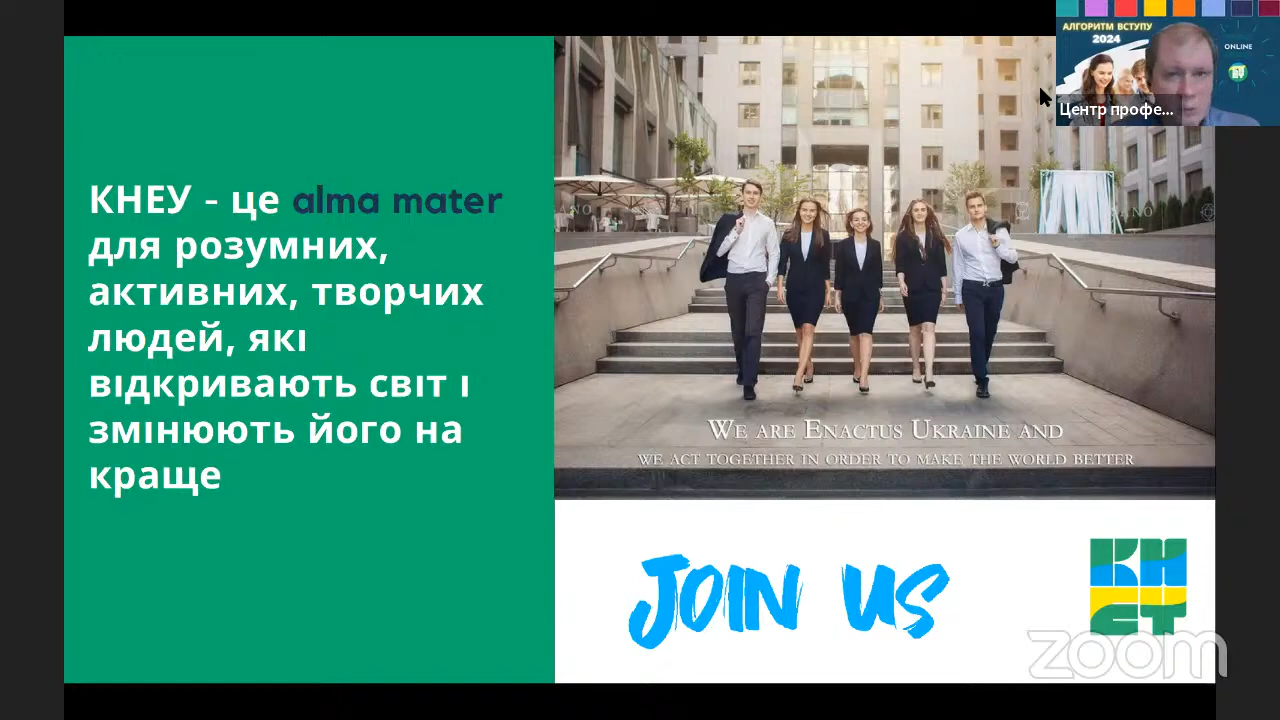 АЛГОРИТМ ВСТУПУ
2024
ONLINE
Центр профе...
КНЕУ - це alma mater
для розумних,
активних, творчих
людей, які
відкривають світ і
змінюють його на
краще
WE ARE ENACTUS UKRAINE AND
WE ACT TOGETHER IN ORDER TO MAKE THE WORLD BETTER
JOIN US
КН
ЕУ
zoom